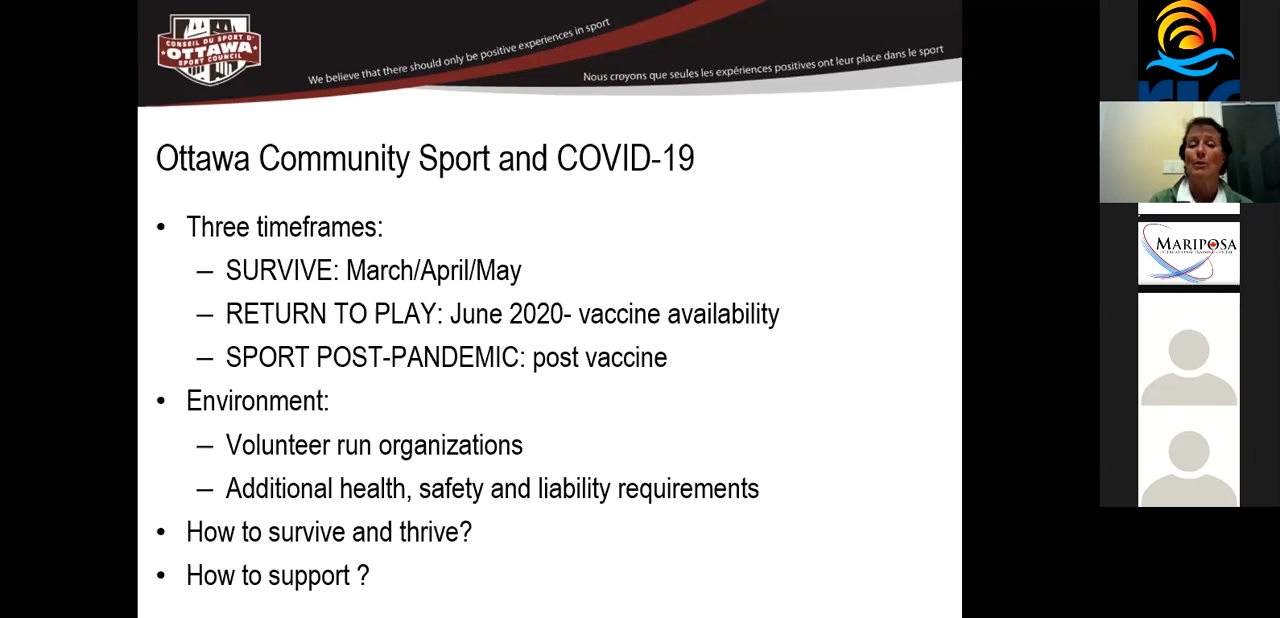 CONSEIL DU SPORT D'
OTTAWA
SPORT COUNCIL
We believe that there should only be positive experiences in sport
Nous croyons que seules les expériences positives ont leur place dans le sport
Ottawa Community Sport and COVID-19
• Three timeframes:
– SURVIVE: March/April/May
– RETURN TO PLAY: June 2020- vaccine availability
– SPORT POST-PANDEMIC: post vaccine
• Environment:
– Volunteer run organizations
– Additional health, safety and liability requirements
• How to survive and thrive?
• How to support ?
MARIPOSA